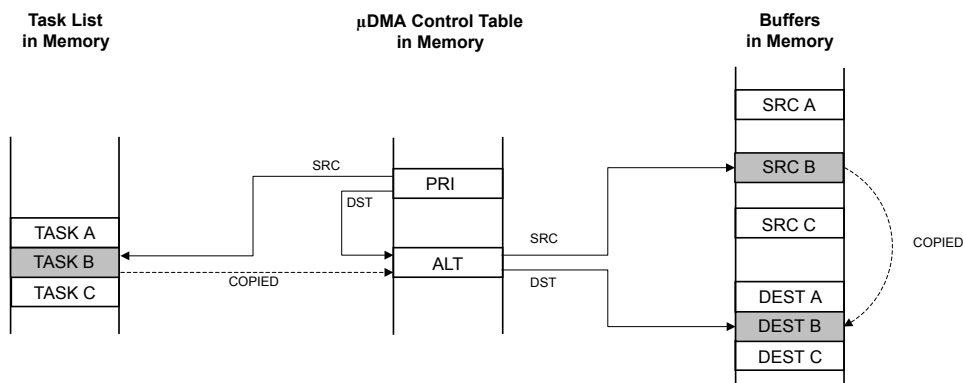 Task List
in Memory
µDMA Control Table
in Memory
Buffers
in Memory
SRC A
SRC
PRI
SRC B
DST
TASK A
SRC C
SRC
COPIED
TASK B
ALT
COPIED
DST
TASK C
DEST A
DEST B
DEST C